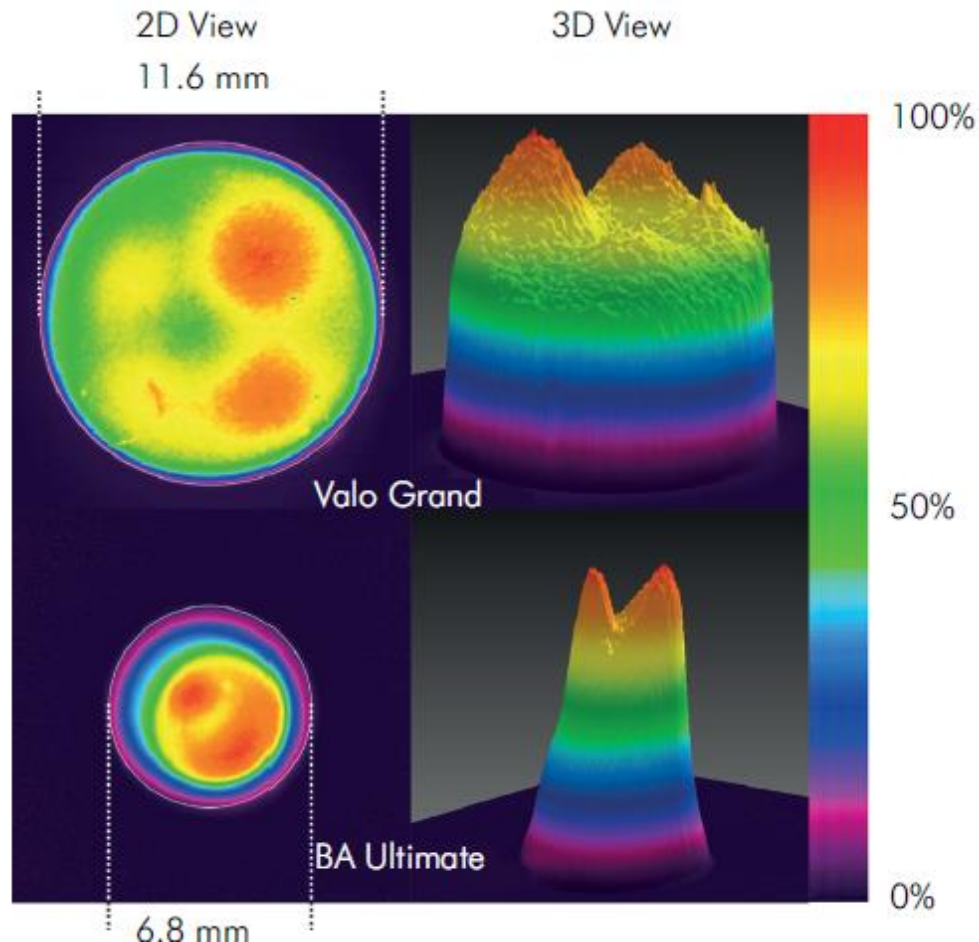 2D View
3D View
11.6 mm
100%
Valo Grand
50%
BA Ultimate
0%
6.8 mm